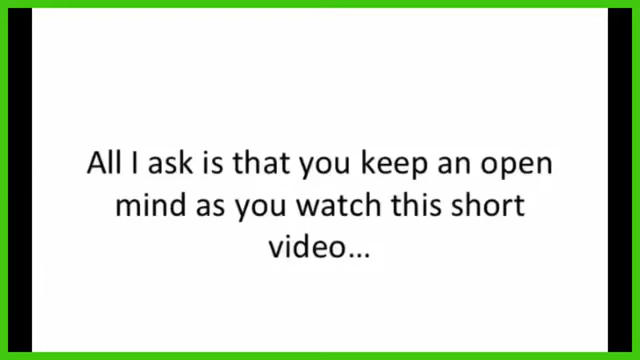 All I ask is that you keep an open
mind as you watch this short
video...